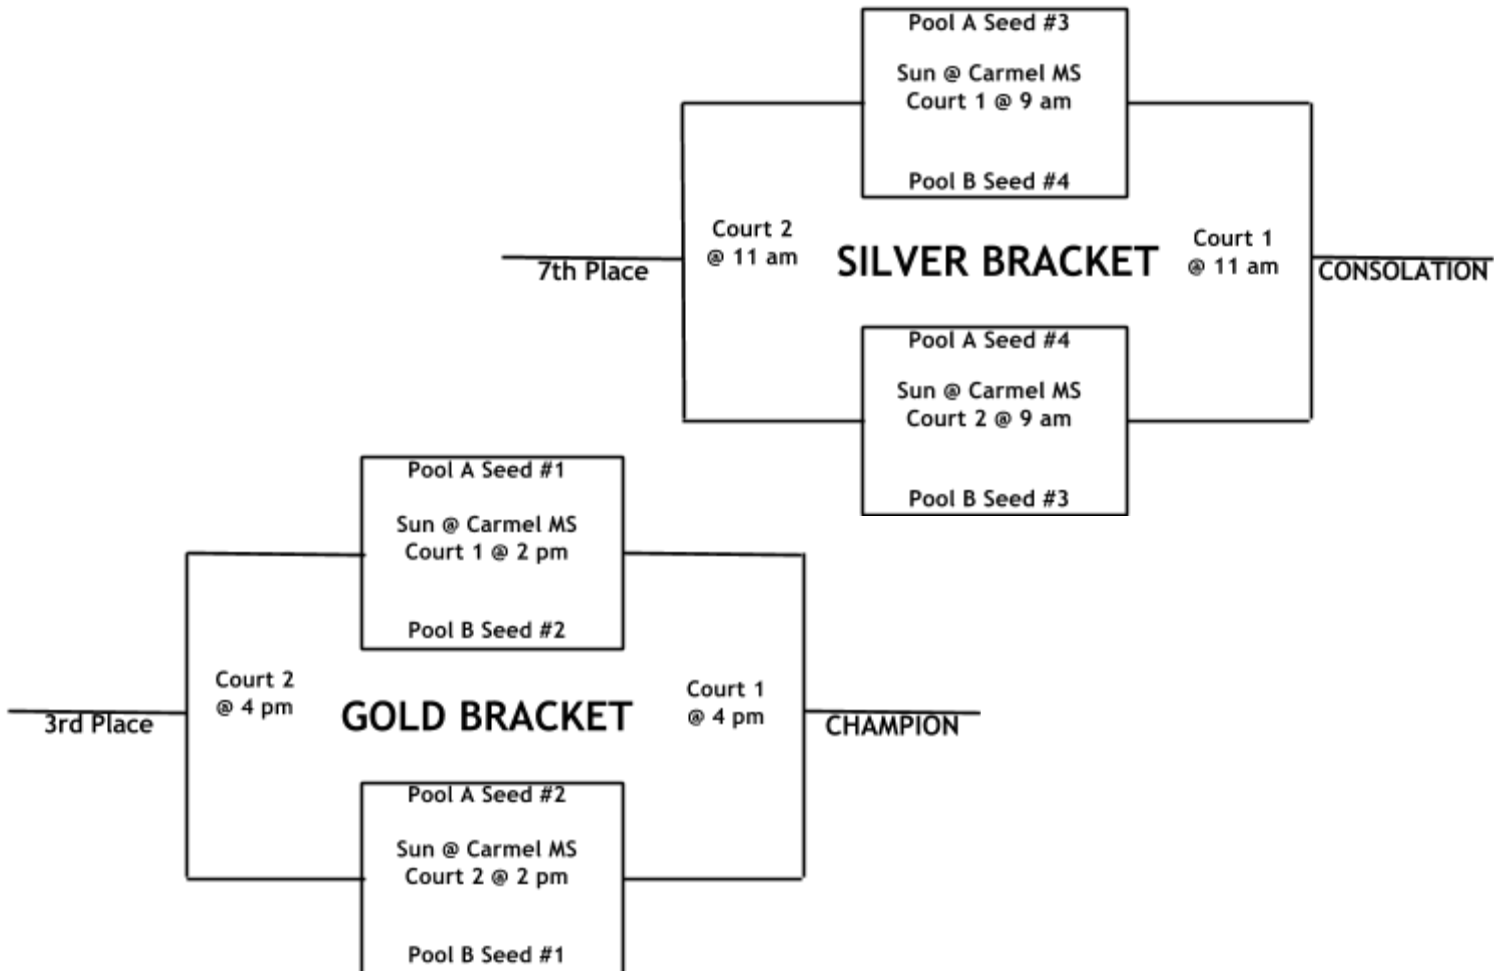 Pool A Seed #3
Sun @ Carmel MS
Court 1 @ 9 am
Pool B Seed #4
Court 2
@ 11 am
SILVER BRACKET
Court 1
@ 11 am
7th Place
CONSOLATION
Pool A Seed #4
Sun @ Carmel MS
Court 2 @ 9 am
Pool B Seed #3
Pool A Seed #1
Sun @ Carmel MS
Court 1 @ 2 pm
Pool B Seed #2
Court 2
@ 4 pm
GOLD BRACKET
Court 1
@ 4 pm
3rd Place
CHAMPION
Pool A Seed #2
Sun @ Carmel MS
Court 2 @ 2 pm
Pool B Seed #1